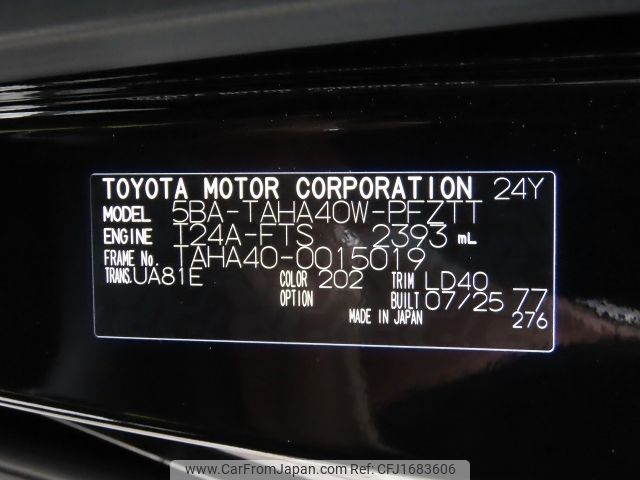 TOYOTA MOTOR CORPORATION 24Y
MODEL 5BA-TAHA40W-PFZTT
ENGINE T24A-FTS 2393 mL
FRAME No. TAHA40-0015019
TRANS. UA81E COLOR 202 TRIM LD40
OPTION BUILT 07/25 77
MADE IN JAPAN 276
www.CarFromJapan.com - ID:CFJ1683606